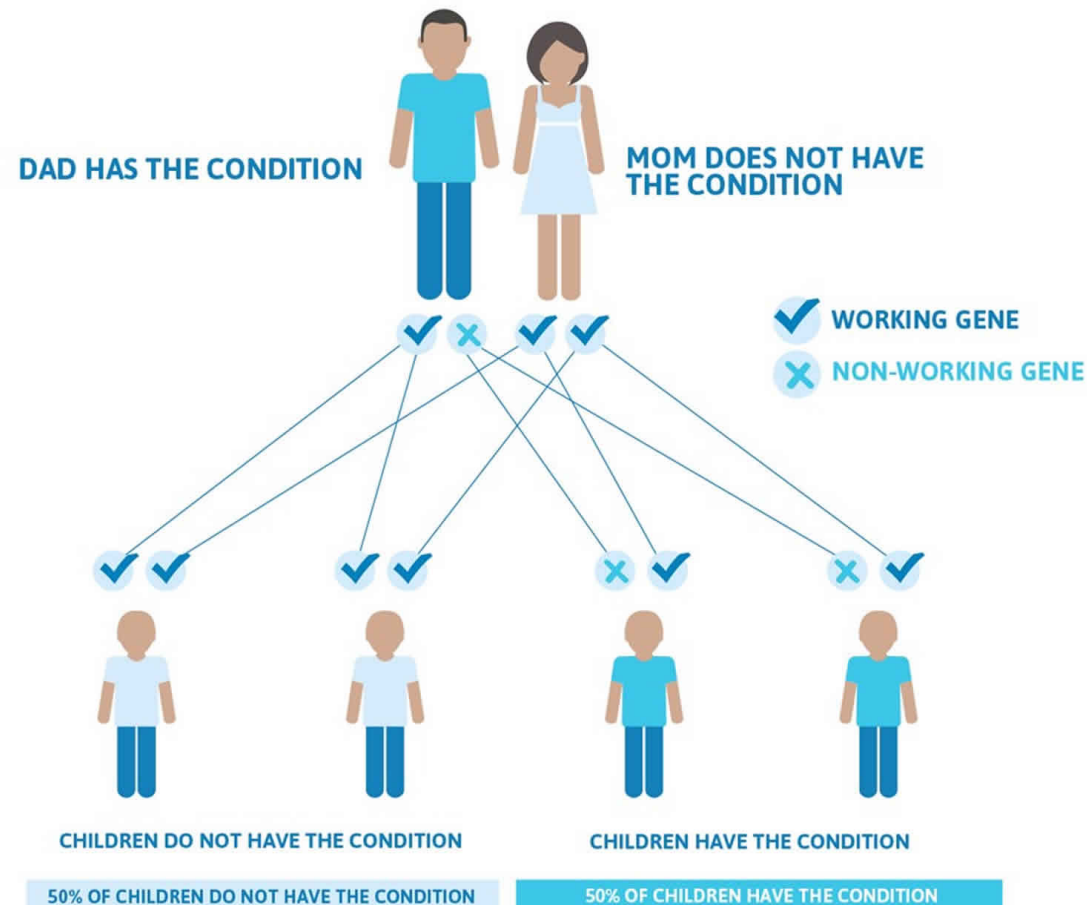 DAD HAS THE CONDITION
MOM DOES NOT HAVE
THE CONDITION
WORKING GENE
NON-WORKING GENE
CHILDREN DO NOT HAVE THE CONDITION
CHILDREN HAVE THE CONDITION
50% OF CHILDREN DO NOT HAVE THE CONDITION
50% OF CHILDREN HAVE THE CONDITION